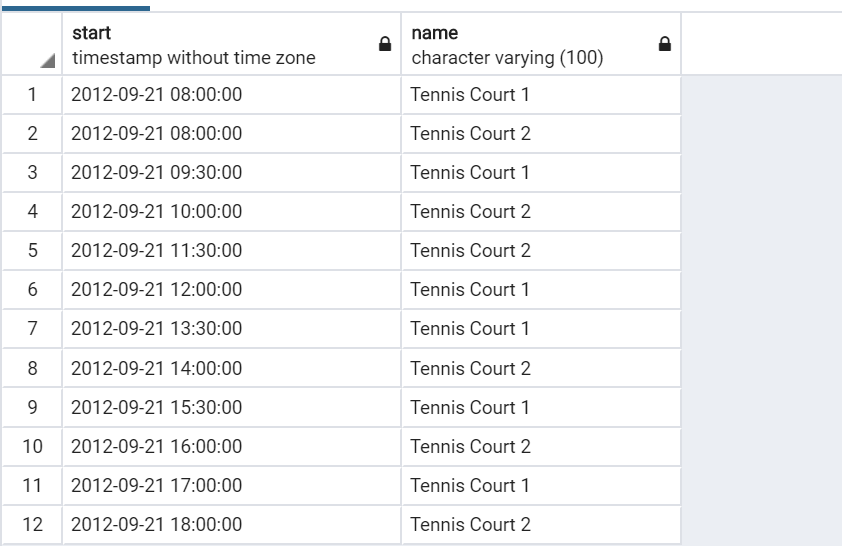 start name
timestamp without time zone character varying (100)
1 2012-09-21 08:00:00 Tennis Court 1
2 2012-09-21 08:00:00 Tennis Court 2
3 2012-09-21 09:30:00 Tennis Court 1
4 2012-09-21 10:00:00 Tennis Court 2
5 2012-09-21 11:30:00 Tennis Court 2
6 2012-09-21 12:00:00 Tennis Court 1
7 2012-09-21 13:30:00 Tennis Court 1
8 2012-09-21 14:00:00 Tennis Court 2
9 2012-09-21 15:30:00 Tennis Court 1
10 2012-09-21 16:00:00 Tennis Court 2
11 2012-09-21 17:00:00 Tennis Court 1
12 2012-09-21 18:00:00 Tennis Court 2